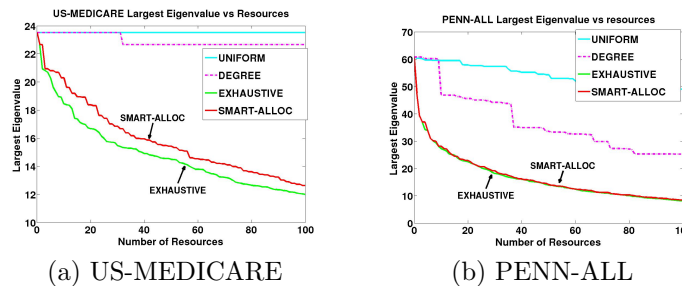 US-MEDICARE Largest Eigenvalue vs Resources
24
22
20
18
16
14
12
10
Largest Eigenvalue
UNIFORM
DEGREE
EXHAUSTIVE
SMART-ALLOC
SMART-ALLOC
EXHAUSTIVE
0 20 40 60 80 100
Number of Resources
(a) US-MEDICARE
PENN-ALL Largest Eigenvalue vs resources
70
60
50
40
30
20
10
0
Largest Eigenvalue
UNIFORM
DEGREE
EXHAUSTIVE
SMART-ALLOC
SMART-ALLOC
EXHAUSTIVE
0 20 40 60 80 100
Number of Resources
(b) PENN-ALL